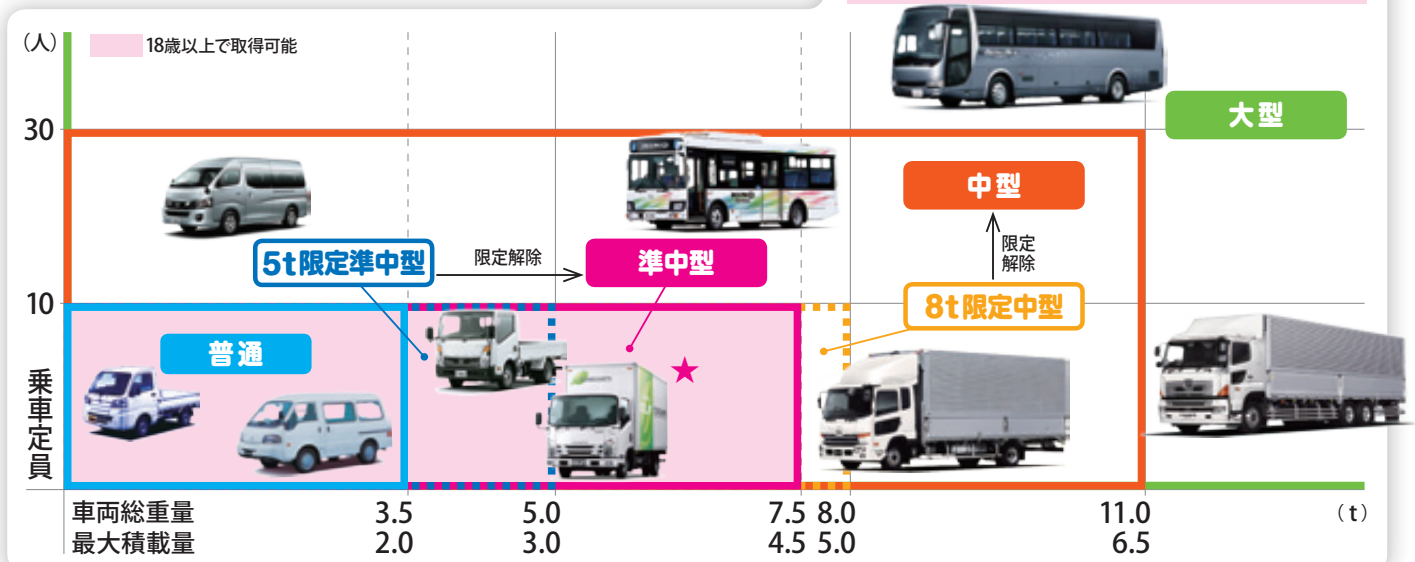 (人)
18歳以上で取得可能
大型
30
中型
5t限定準中型
限定解除
準中型
限定
解除
8t限定中型
10
普通
★
乗車定員
車両総重量 3.5 5.0 7.5 8.0 11.0 (t)
最大積載量 2.0 3.0 4.5 5.0 6.5